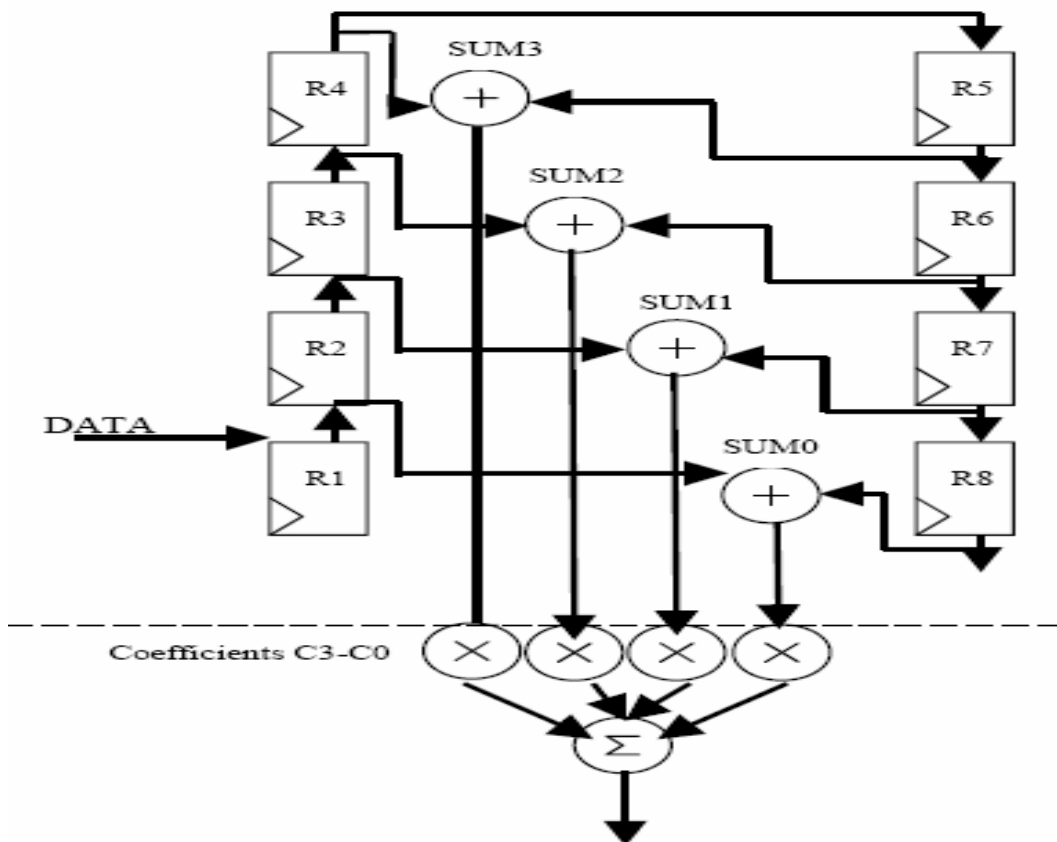 SUM3
R4
R5
SUM2
R3
R6
SUM1
R2
R7
DATA
SUM0
R1
R8
Coefficients C3-C0
Σ